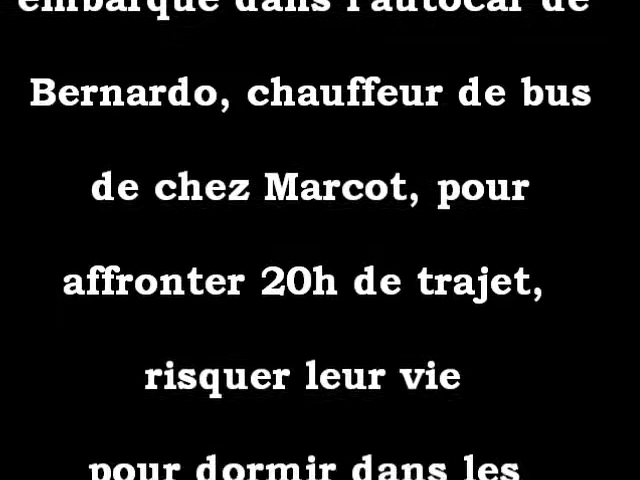 embarque dans l'autocar de
Bernardo, chauffeur de bus
de chez Marcot, pour
affronter 20h de trajet,
risquer leur vie
pour dormir dans les